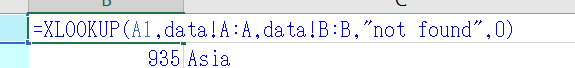 B
=XLOOKUP(A1,data!A:A,data!B:B,"not found",0)
935 Asia